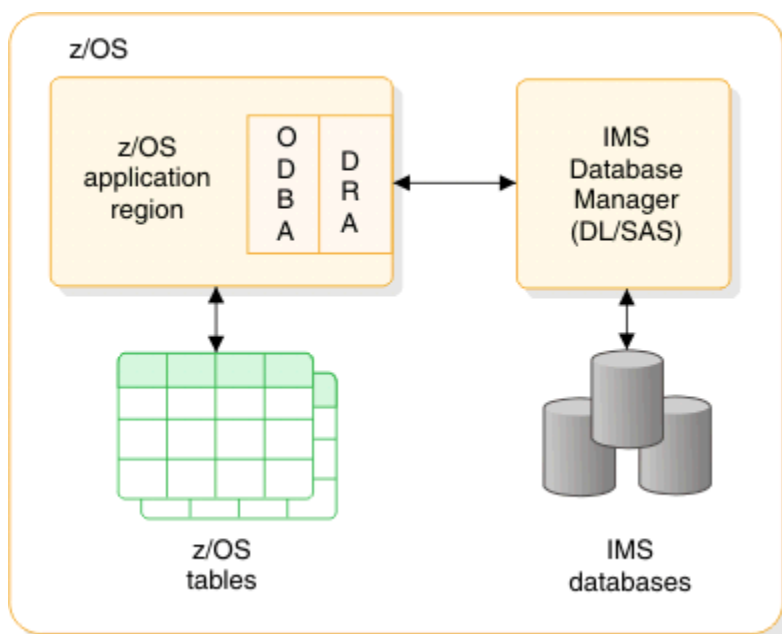 z/OS
z/OS
application
region
O
D
B
A
D
R
A
IMS
Database
Manager
(DL/SAS)
z/OS
tables
IMS
databases